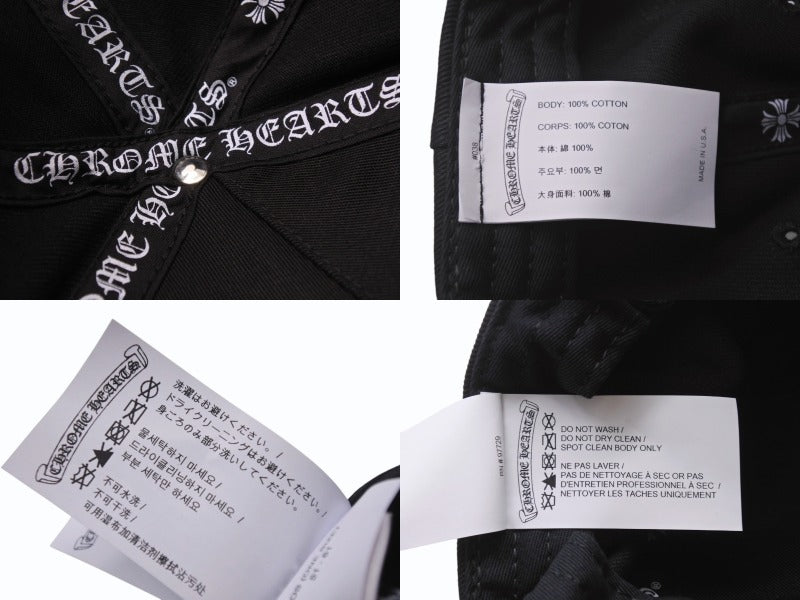 HEARTS
CHROME HEARTS
HEARTS®
CHROME HEARTS
CHROME HEARTS
#038
BODY: 100% COTTON
CORPS: 100% COTON
本体: 綿 100%
주요부: 100% 면
大身面料: 100% 棉
MADE IN U.S.A.
CHROME HEARTS
洗濯はお避けください。/
ドライクリーニングはお避けください。/
身ごろのみ部分洗いしてください。
물세탁하지 마세요 /
드라이클리닝하지 마세요 /
부분 세탁만 하세요
不可水洗 /
不可干洗 /
可用湿布加清洁剂擦拭沾污处
rn# 97729
CHROME HEARTS
DO NOT WASH /
DO NOT DRY CLEAN /
SPOT CLEAN BODY ONLY
NE PAS LAVER /
PAS DE NETTOYAGE À SEC OR PAS
D'ENTRETIEN PROFESSIONNEL À SEC /
NETTOYER LES TACHES UNIQUEMENT